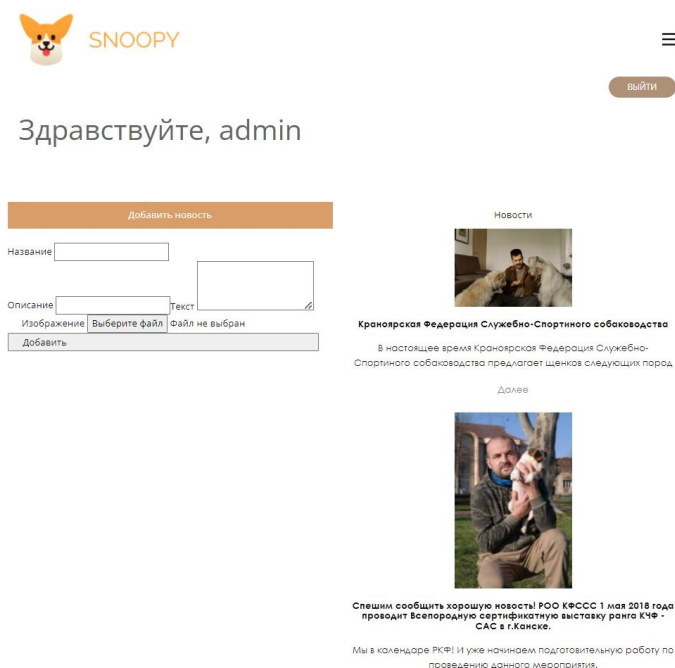 SNOOPY
ВЫЙТИ
Здравствуйте, admin
Добавить новость
Название
Описание
Текст
Изображение Выберите файл Файл не выбран
Добавить
Новости
Краноярская Федерация Служебно-Спортиного собаководства
В настоящее время Краноярская Федерация Служебно-
Спортиного собаководства предлагает щенков следующих пород
Далее
Спешим сообщить хорошую новость! РОО КФССС 1 мая 2018 года
проводит Всепородную сертификатную выставку ранга КЧФ -
САС в г.Канске.
Мы в календаре РКФ! И уже начинаем подготовительную работу по
проведению данного мероприятия.